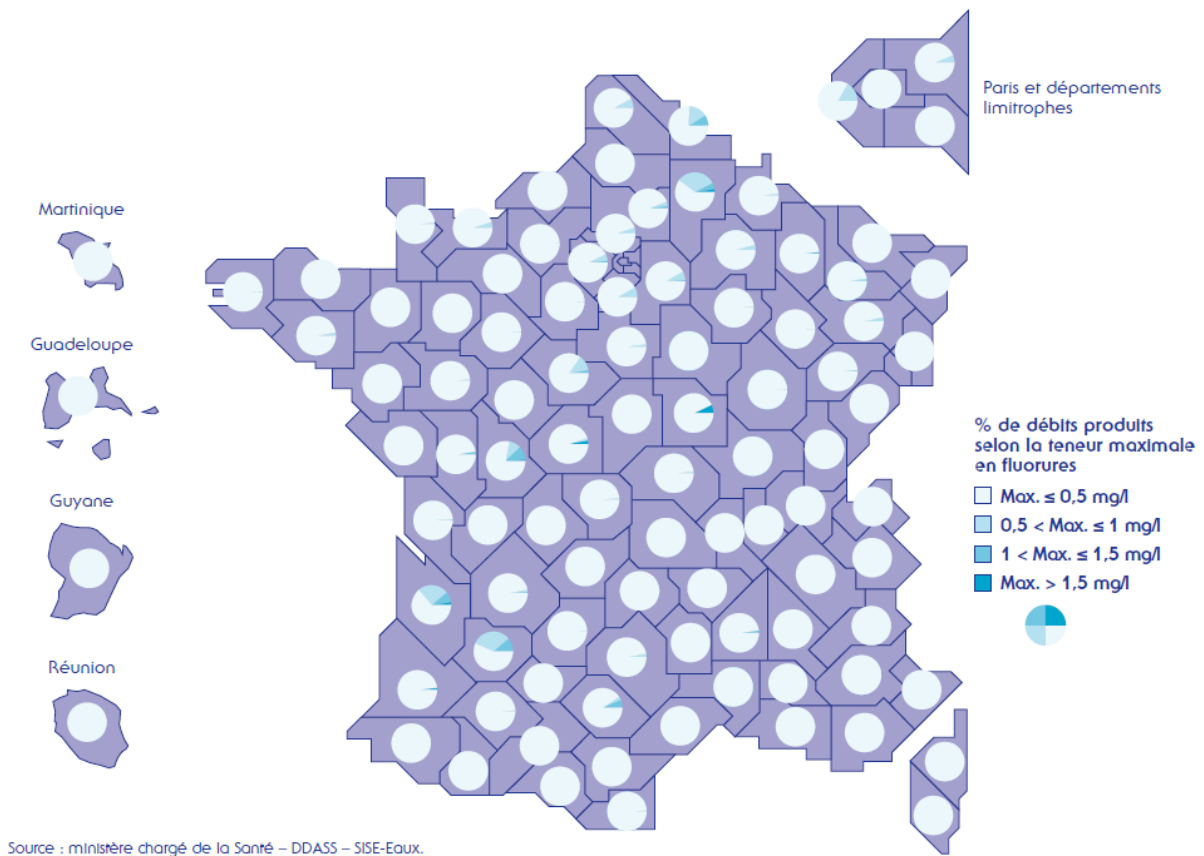 Paris et départements
limitrophes
Martinique
Guadeloupe
Guyane
Réunion
% de débits produits
selon la teneur maximale
en fluorures
Max. ≤ 0,5 mg/l
0,5 < Max. ≤ 1 mg/l
1 < Max. ≤ 1,5 mg/l
Max. > 1,5 mg/l
Source : ministère chargé de la Santé – DDASS – SISE-Eaux.